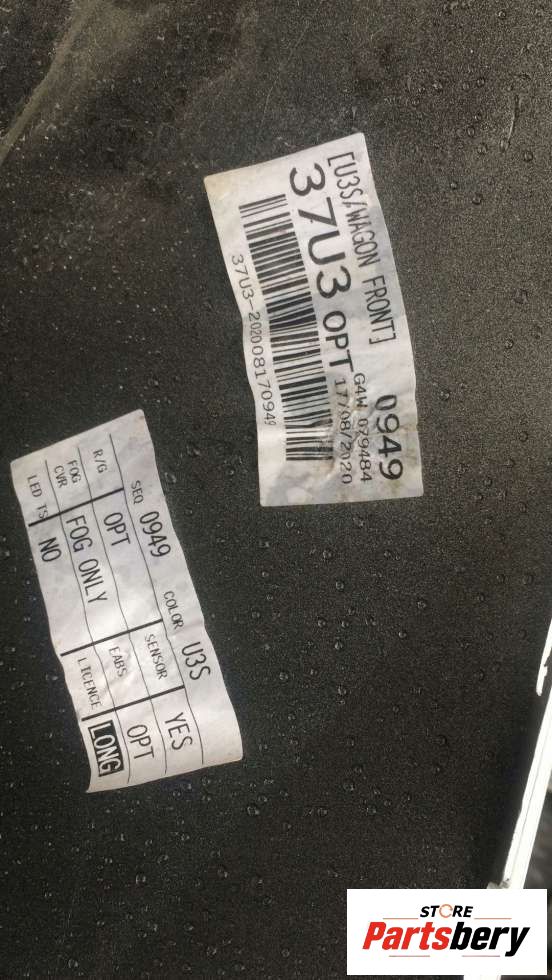 [U3S/WAGON FRONT]
37U3 OPT 0949
G4W 079484
17/08/2020
37U3-202008170949
SEQ 0949 COLOR U3S
R/G OPT SENSOR YES
FOG CVR FOG ONLY EABS OPT
LED TS NO LICENCE LONG
STORE
Partsbery